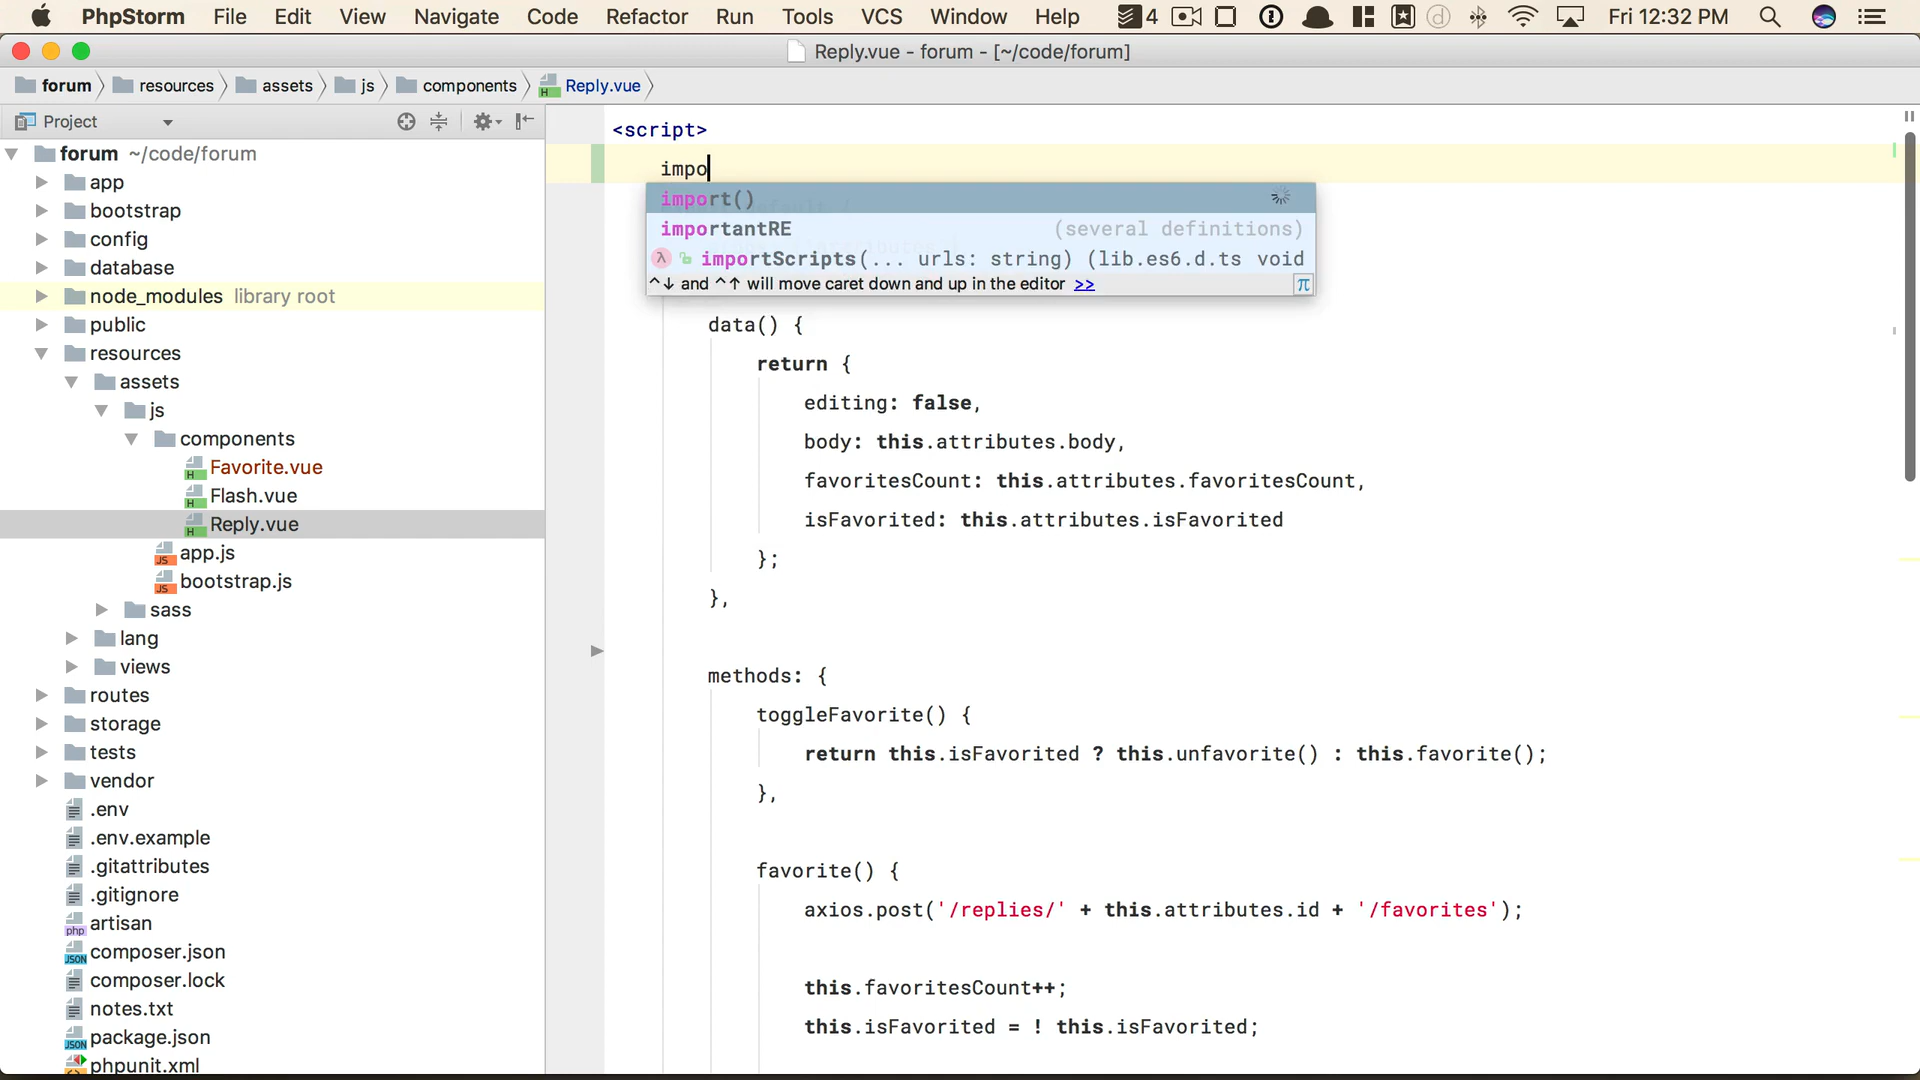 PhpStorm File Edit View Navigate Code Refactor Run Tools VCS Window Help 4 Fri 12:32 PM
Reply.vue - forum - [~/code/forum]
forum resources assets js components Reply.vue
Project
forum ~/code/forum
app
bootstrap
config
database
node_modules library root
public
resources
assets
js
components
Favorite.vue
Flash.vue
Reply.vue
app.js
bootstrap.js
sass
lang
views
routes
storage
tests
vendor
.env
.env.example
.gitattributes
.gitignore
artisan
composer.json
composer.lock
notes.txt
package.json
phpunit.xml
<script>
impo
import()
importantRE (several definitions)
importScripts(... urls: string) (lib.es6.d.ts void
^↓ and ^↑ will move caret down and up in the editor >> π
data() {
return {
editing: false,
body: this.attributes.body,
favoritesCount: this.attributes.favoritesCount,
isFavorited: this.attributes.isFavorited
};
},
methods: {
toggleFavorite() {
return this.isFavorited ? this.unfavorite() : this.favorite();
},
favorite() {
axios.post('/replies/' + this.attributes.id + '/favorites');
this.favoritesCount++;
this.isFavorited = ! this.isFavorited;